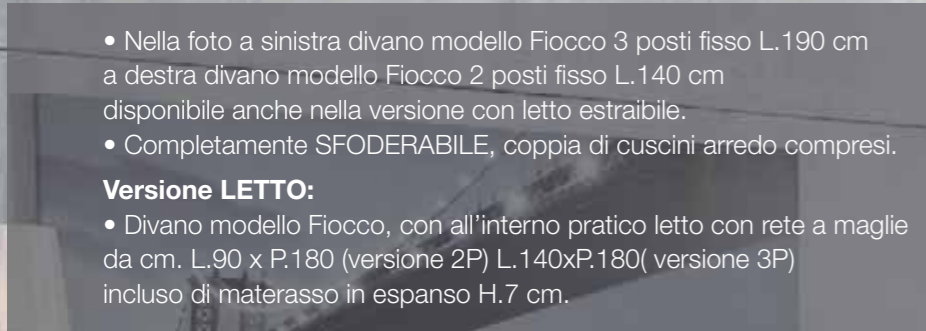 • Nella foto a sinistra divano modello Fiocco 3 posti fisso L.190 cm
a destra divano modello Fiocco 2 posti fisso L.140 cm
disponibile anche nella versione con letto estraibile.
• Completamente SFODERABILE, coppia di cuscini arredo compresi.
Versione LETTO:
• Divano modello Fiocco, con all'interno pratico letto con rete a maglie
da cm. L.90 x P.180 (versione 2P) L.140xP.180( versione 3P)
incluso di materasso in espanso H.7 cm.